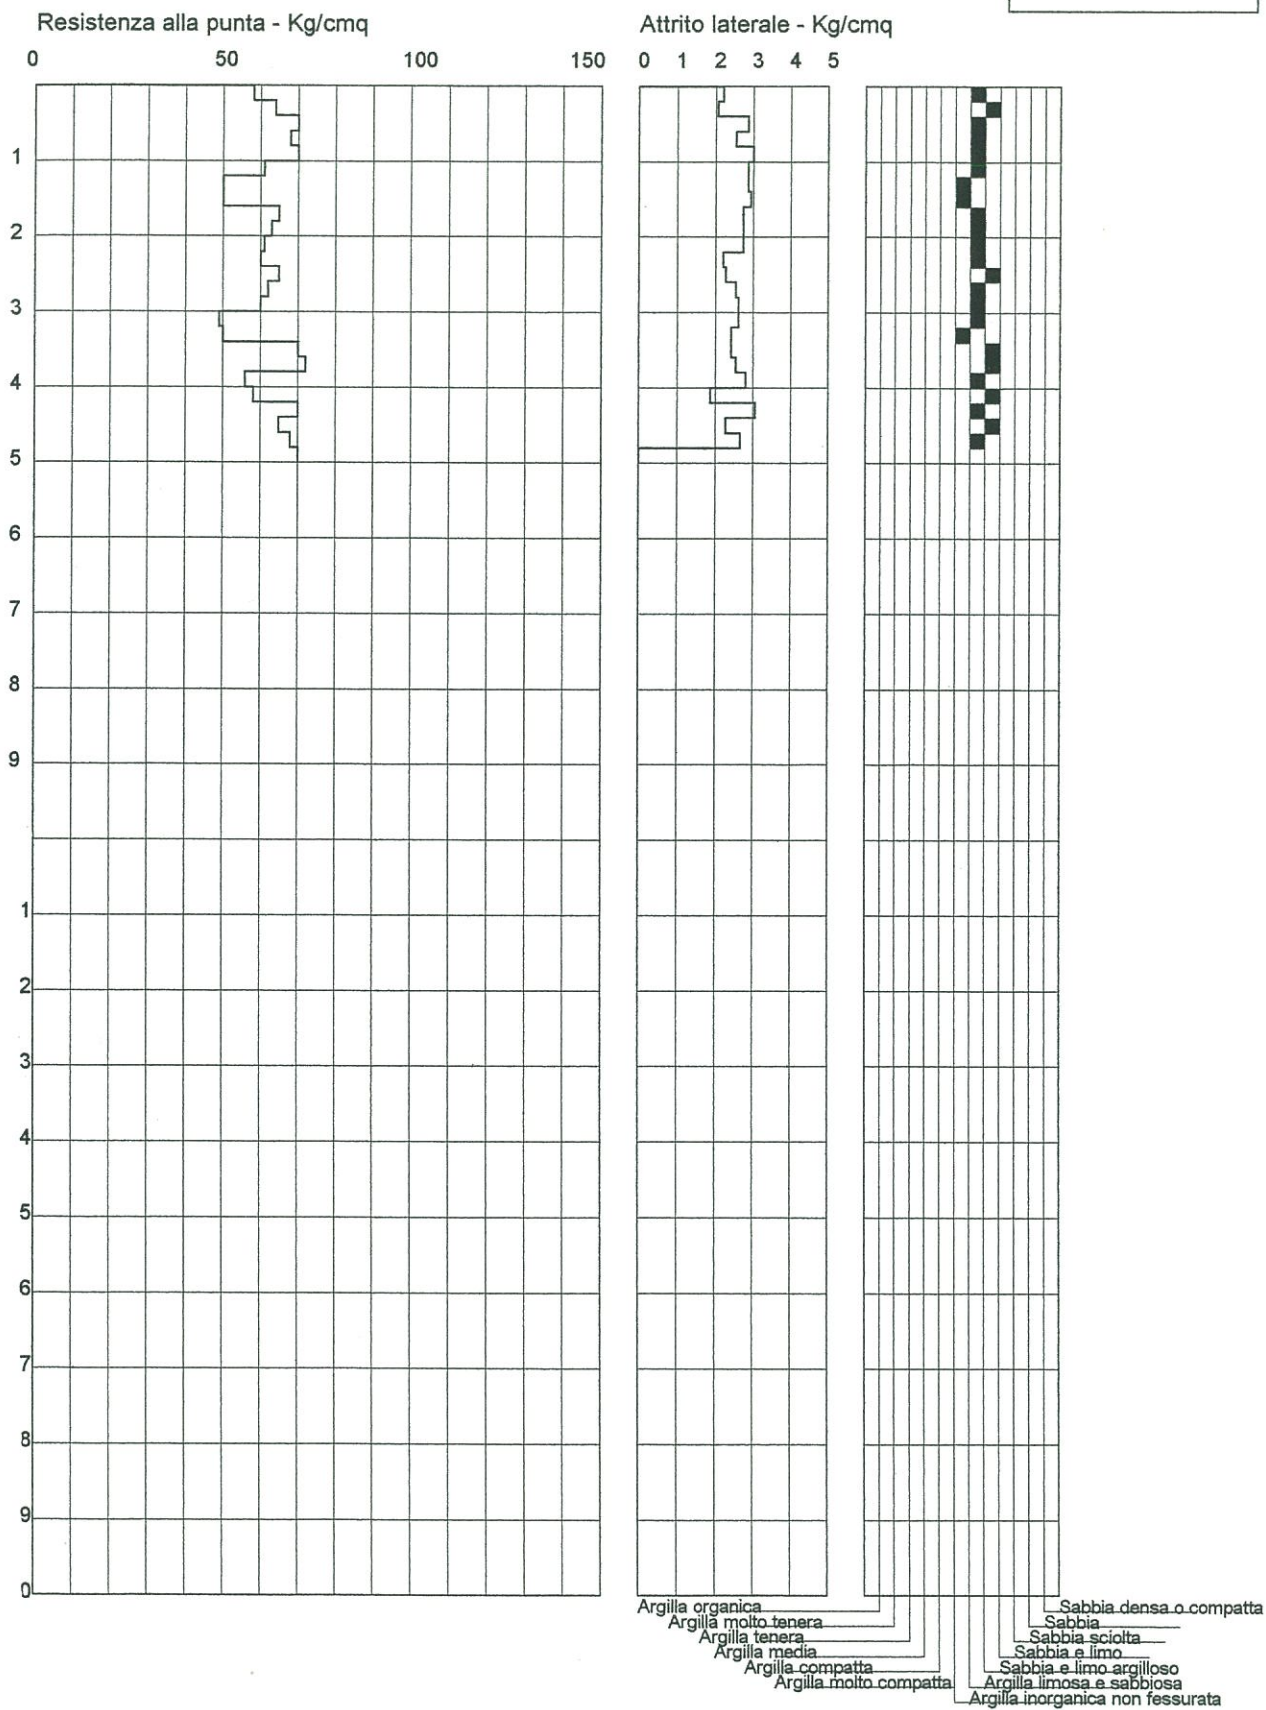 Resistenza alla punta - Kg/cmq
Attrito laterale - Kg/cmq
0 50 100 150
0 1 2 3 4 5
1
2
3
4
5
6
7
8
9
1
2
3
4
5
6
7
8
9
0
Argilla organica
Argilla molto tenera
Argilla tenera
Argilla media
Argilla compatta
Argilla molto compatta
Sabbia densa o compatta
Sabbia
Sabbia sciolta
Sabbia e limo
Sabbia e limo argilloso
Argilla limosa e sabbiosa
Argilla inorganica non fessurata